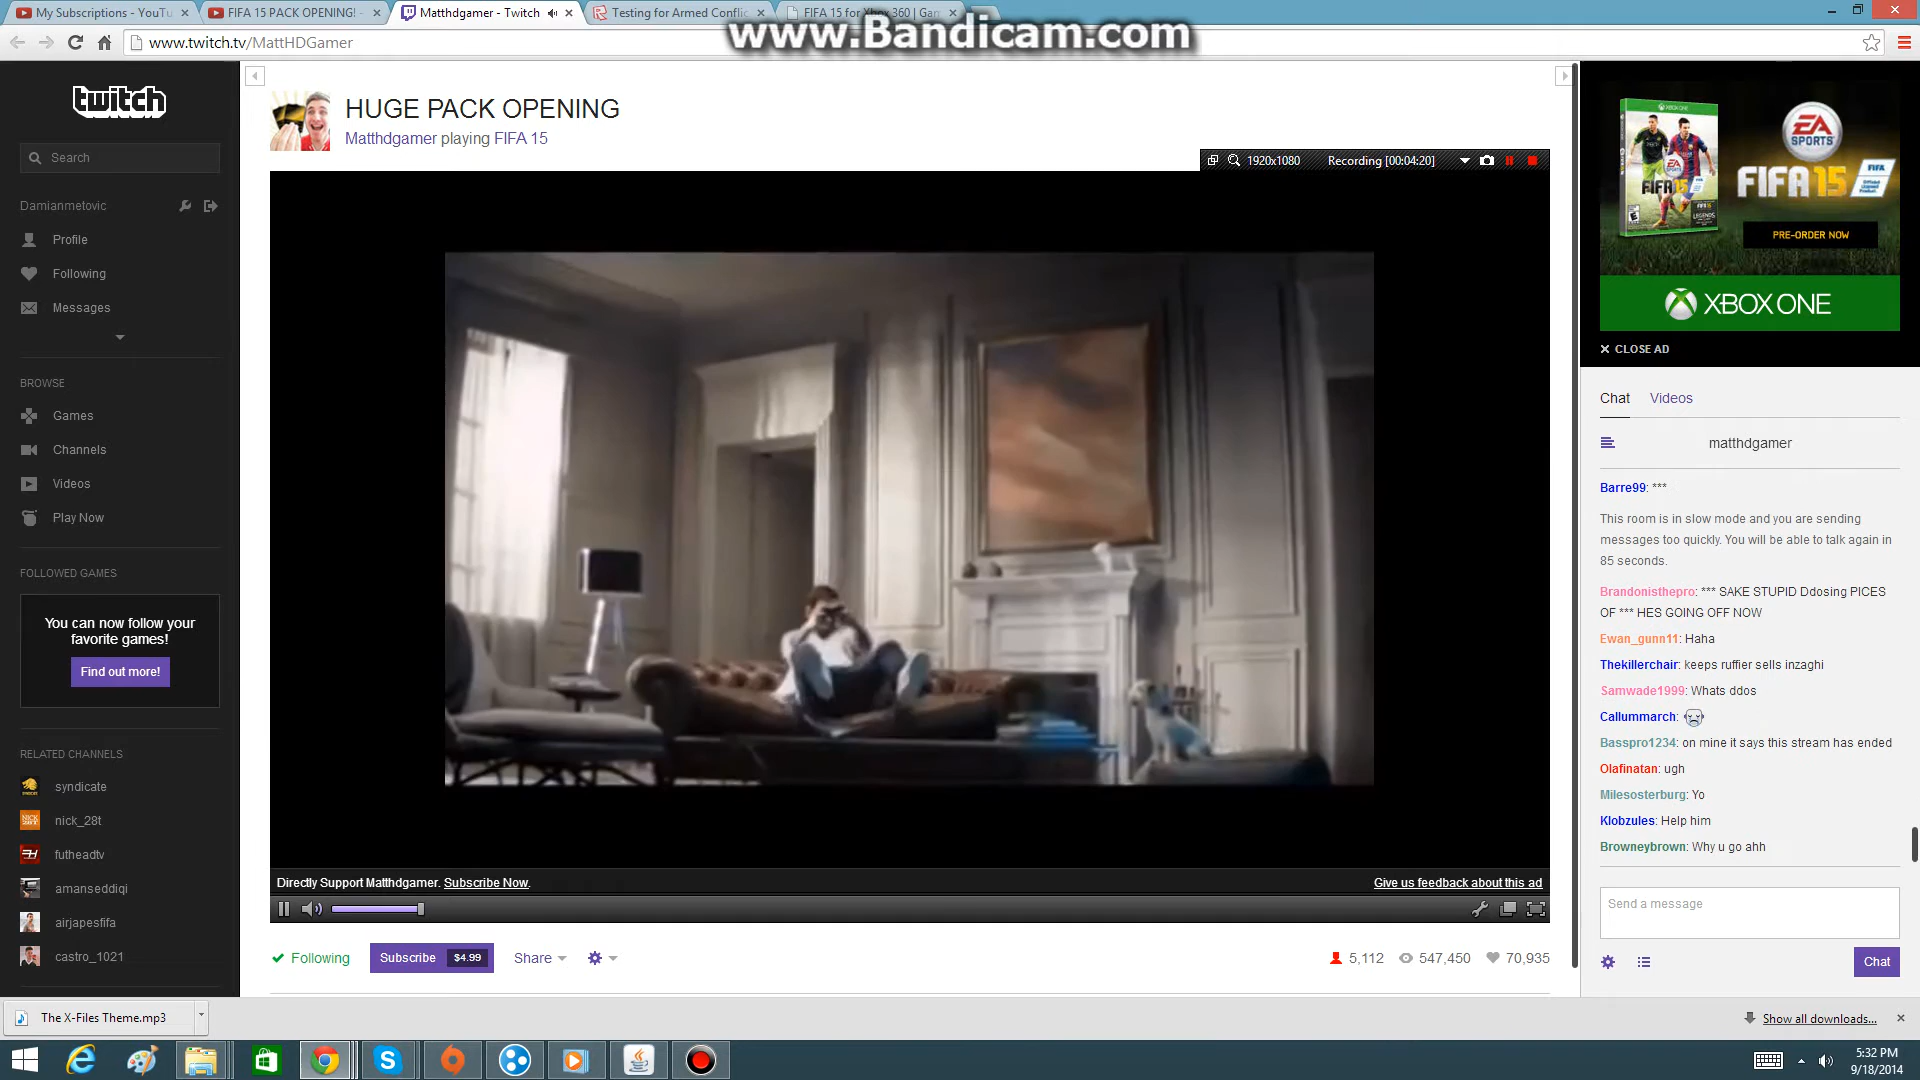 My Subscriptions - YouTu
FIFA 15 PACK OPENING! -
Matthdgamer - Twitch
Testing for Armed Conflic
FIFA 15 for Xbox 360 | Gam
www.Bandicam.com
www.twitch.tv/MattHDGamer
twitch
Search
Damianmetovic
Profile
Following
Messages
BROWSE
Games
Channels
Videos
Play Now
FOLLOWED GAMES
You can now follow your
favorite games!
Find out more!
RELATED CHANNELS
syndicate
nick_28t
futheadtv
amanseddiqi
airjapesfifa
castro_1021
HUGE PACK OPENING
Matthdgamer playing FIFA 15
1920x1080 Recording [00:04:20]
Directly Support Matthdgamer. Subscribe Now.
Give us feedback about this ad
Following
Subscribe $4.99
Share
5,112
547,450
70,935
EA
SPORTS
FIFA 15
FIFA
PRE-ORDER NOW
XBOX ONE
CLOSE AD
Chat Videos
matthdgamer
Barre99: ***
This room is in slow mode and you are sending
messages too quickly. You will be able to talk again in
85 seconds.
Brandonisthepro: *** SAKE STUPID Ddosing PICES
OF *** HES GOING OFF NOW
Ewan_gunn11: Haha
Thekillerchair: keeps ruffier sells inzaghi
Samwade1999: Whats ddos
Callummarch:
Basspro1234: on mine it says this stream has ended
Olafinatan: ugh
Milesosterburg: Yo
Klobzules: Help him
Browneybrown: Why u go ahh
Send a message
Chat
The X-Files Theme.mp3
Show all downloads...
5:32 PM
9/18/2014